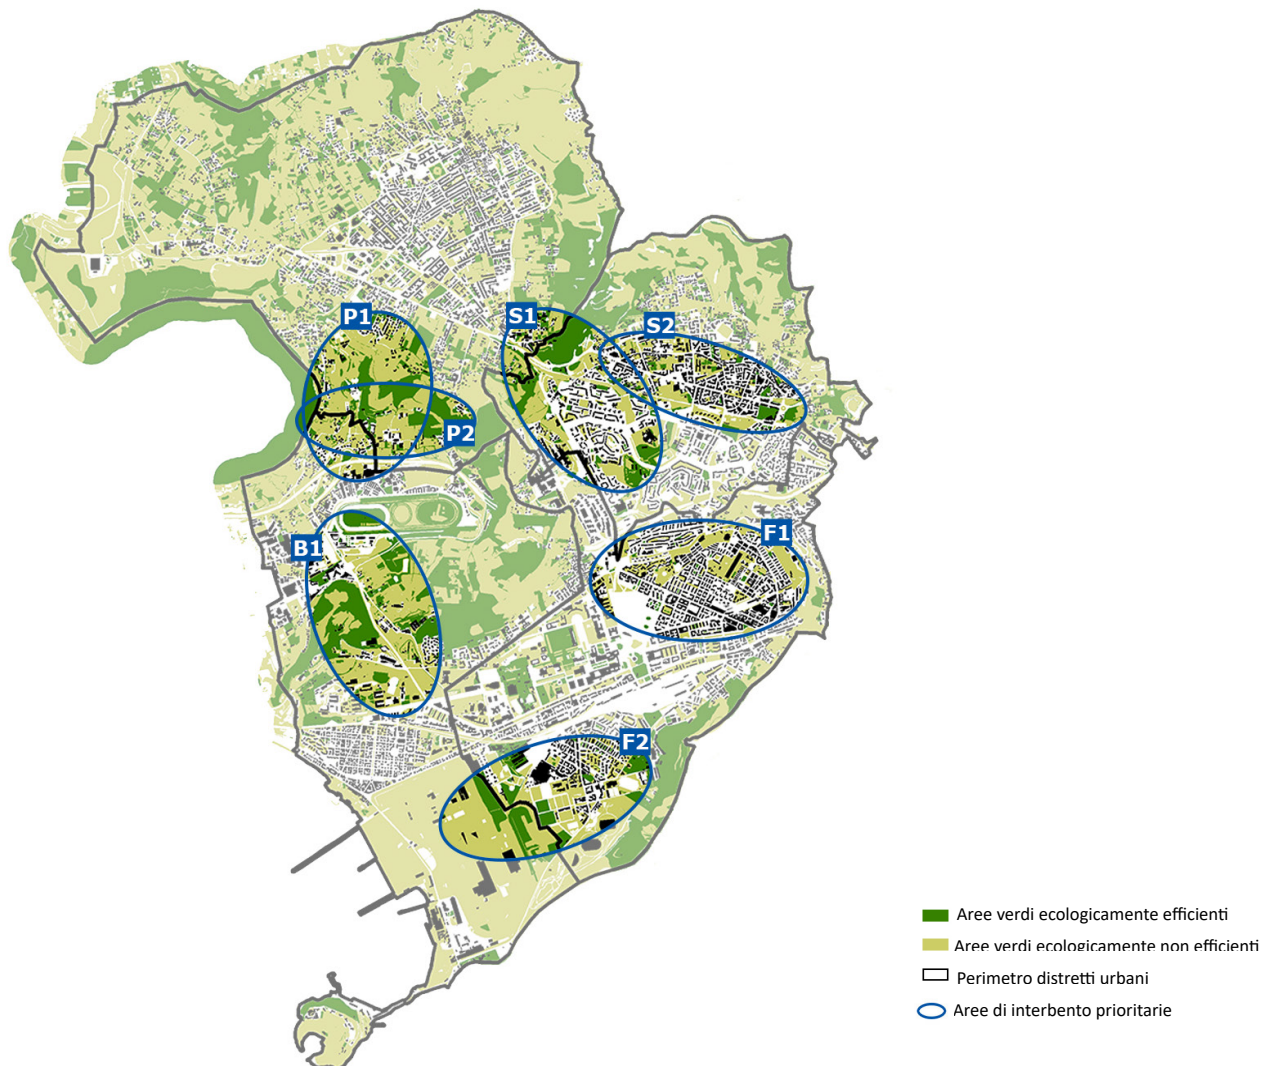 P1
S1
S2
P2
B1
F1
F2
Aree verdi ecologicamente efficienti
Aree verdi ecologicamente non efficienti
Perimetro distretti urbani
Aree di interbento prioritarie